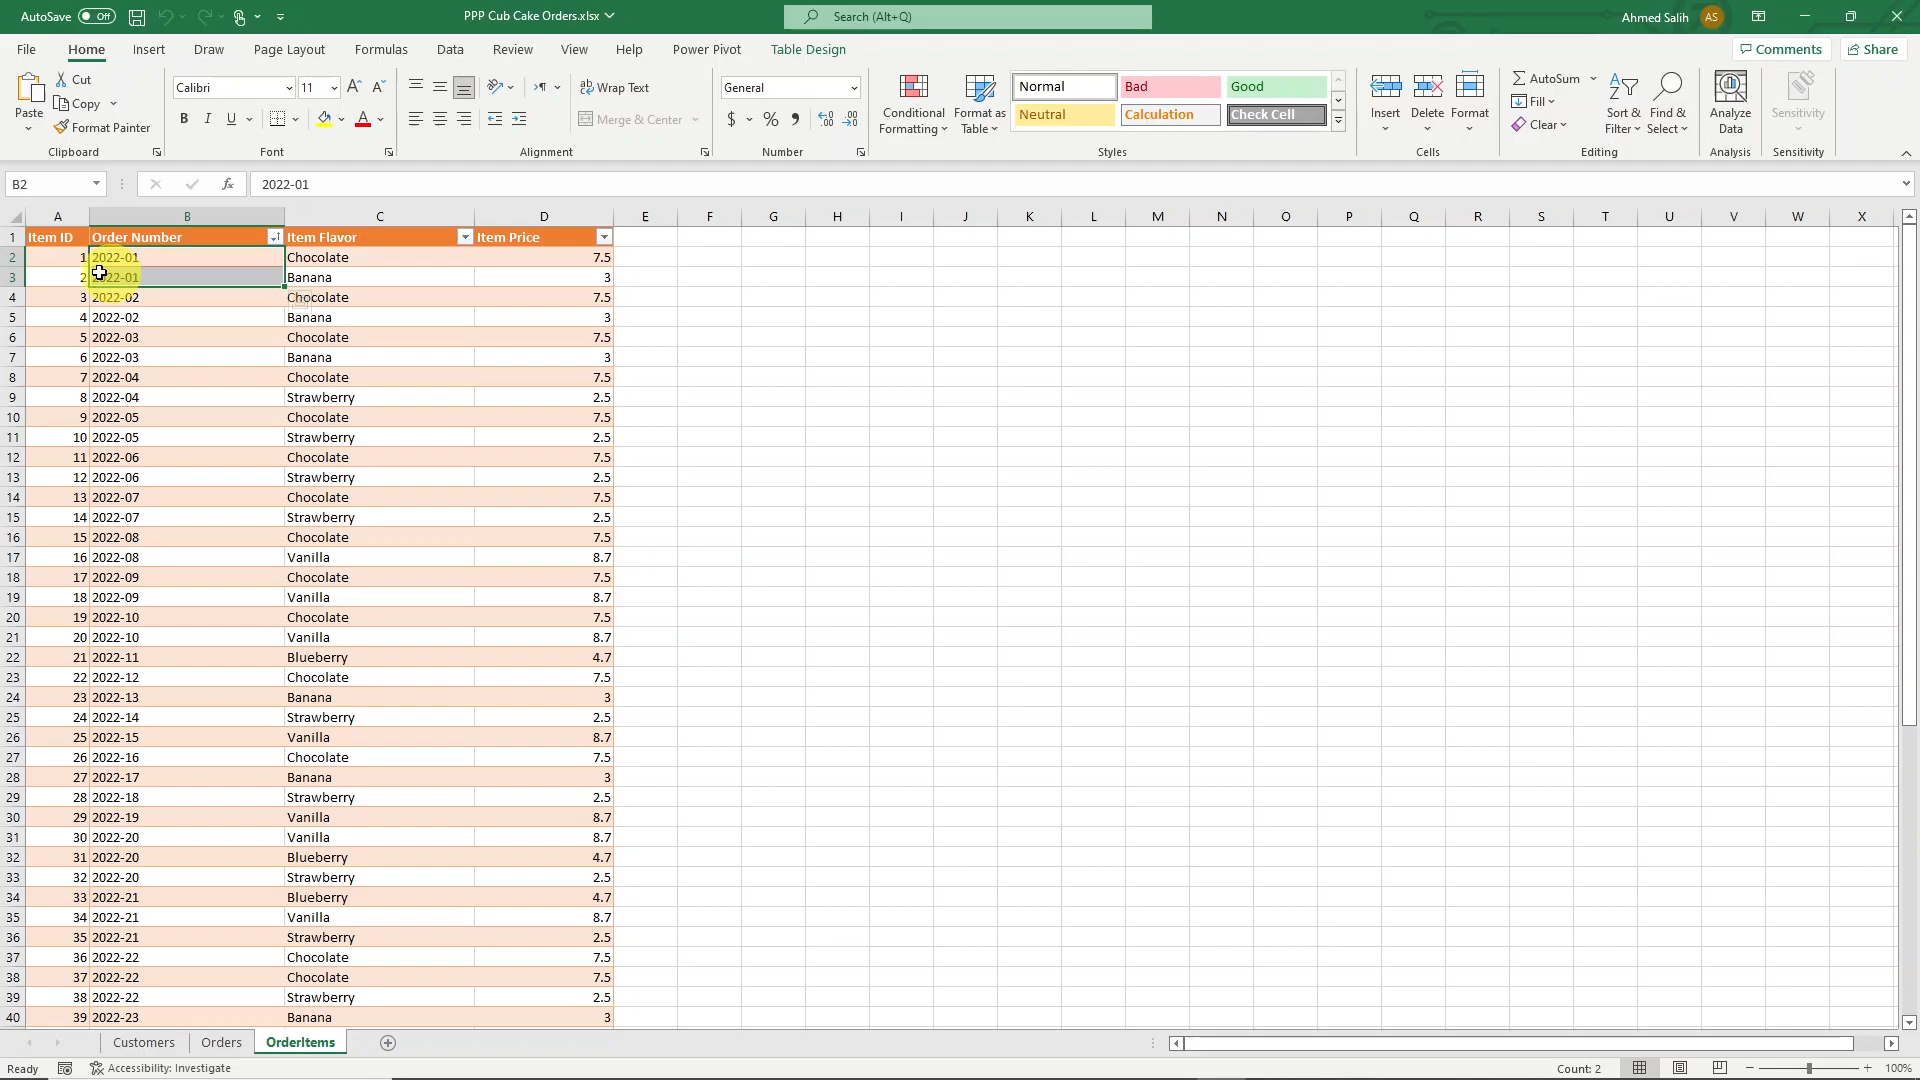 AutoSave Off PPP Cub Cake Orders.xlsx Search (Alt+Q) Ahmed Salih AS
File Home Insert Draw Page Layout Formulas Data Review View Help Power Pivot Table Design Comments Share
Paste Cut Copy Format Painter Clipboard
Calibri 11 B I U A A A Font
Wrap Text Merge & Center Alignment
General $ % 9 Number
Conditional Formatting Format as Table Normal Bad Good Neutral Calculation Check Cell Styles
Insert Delete Format Cells
AutoSum Fill Clear Sort & Filter Find & Select Editing
Analyze Data Analysis Sensitivity Sensitivity
B2 fx 2022-01
A B C D E F G H I J K L M N O P Q R S T U V W X
1 Item ID Order Number Item Flavor Item Price
2 1 2022-01 Chocolate 7.5
3 2 2022-01 Banana 3
4 3 2022-02 Chocolate 7.5
5 4 2022-02 Banana 3
6 5 2022-03 Chocolate 7.5
7 6 2022-03 Banana 3
8 7 2022-04 Chocolate 7.5
9 8 2022-04 Strawberry 2.5
10 9 2022-05 Chocolate 7.5
11 10 2022-05 Strawberry 2.5
12 11 2022-06 Chocolate 7.5
13 12 2022-06 Strawberry 2.5
14 13 2022-07 Chocolate 7.5
15 14 2022-07 Strawberry 2.5
16 15 2022-08 Chocolate 7.5
17 16 2022-08 Vanilla 8.7
18 17 2022-09 Chocolate 7.5
19 18 2022-09 Vanilla 8.7
20 19 2022-10 Chocolate 7.5
21 20 2022-10 Vanilla 8.7
22 21 2022-11 Blueberry 4.7
23 22 2022-12 Chocolate 7.5
24 23 2022-13 Banana 3
25 24 2022-14 Strawberry 2.5
26 25 2022-15 Vanilla 8.7
27 26 2022-16 Chocolate 7.5
28 27 2022-17 Banana 3
29 28 2022-18 Strawberry 2.5
30 29 2022-19 Vanilla 8.7
31 30 2022-20 Vanilla 8.7
32 31 2022-20 Blueberry 4.7
33 32 2022-20 Strawberry 2.5
34 33 2022-21 Blueberry 4.7
35 34 2022-21 Vanilla 8.7
36 35 2022-21 Strawberry 2.5
37 36 2022-22 Chocolate 7.5
38 37 2022-22 Chocolate 7.5
39 38 2022-22 Strawberry 2.5
40 39 2022-23 Banana 3
Customers Orders OrderItems
Ready Accessibility: Investigate Count: 2 100%